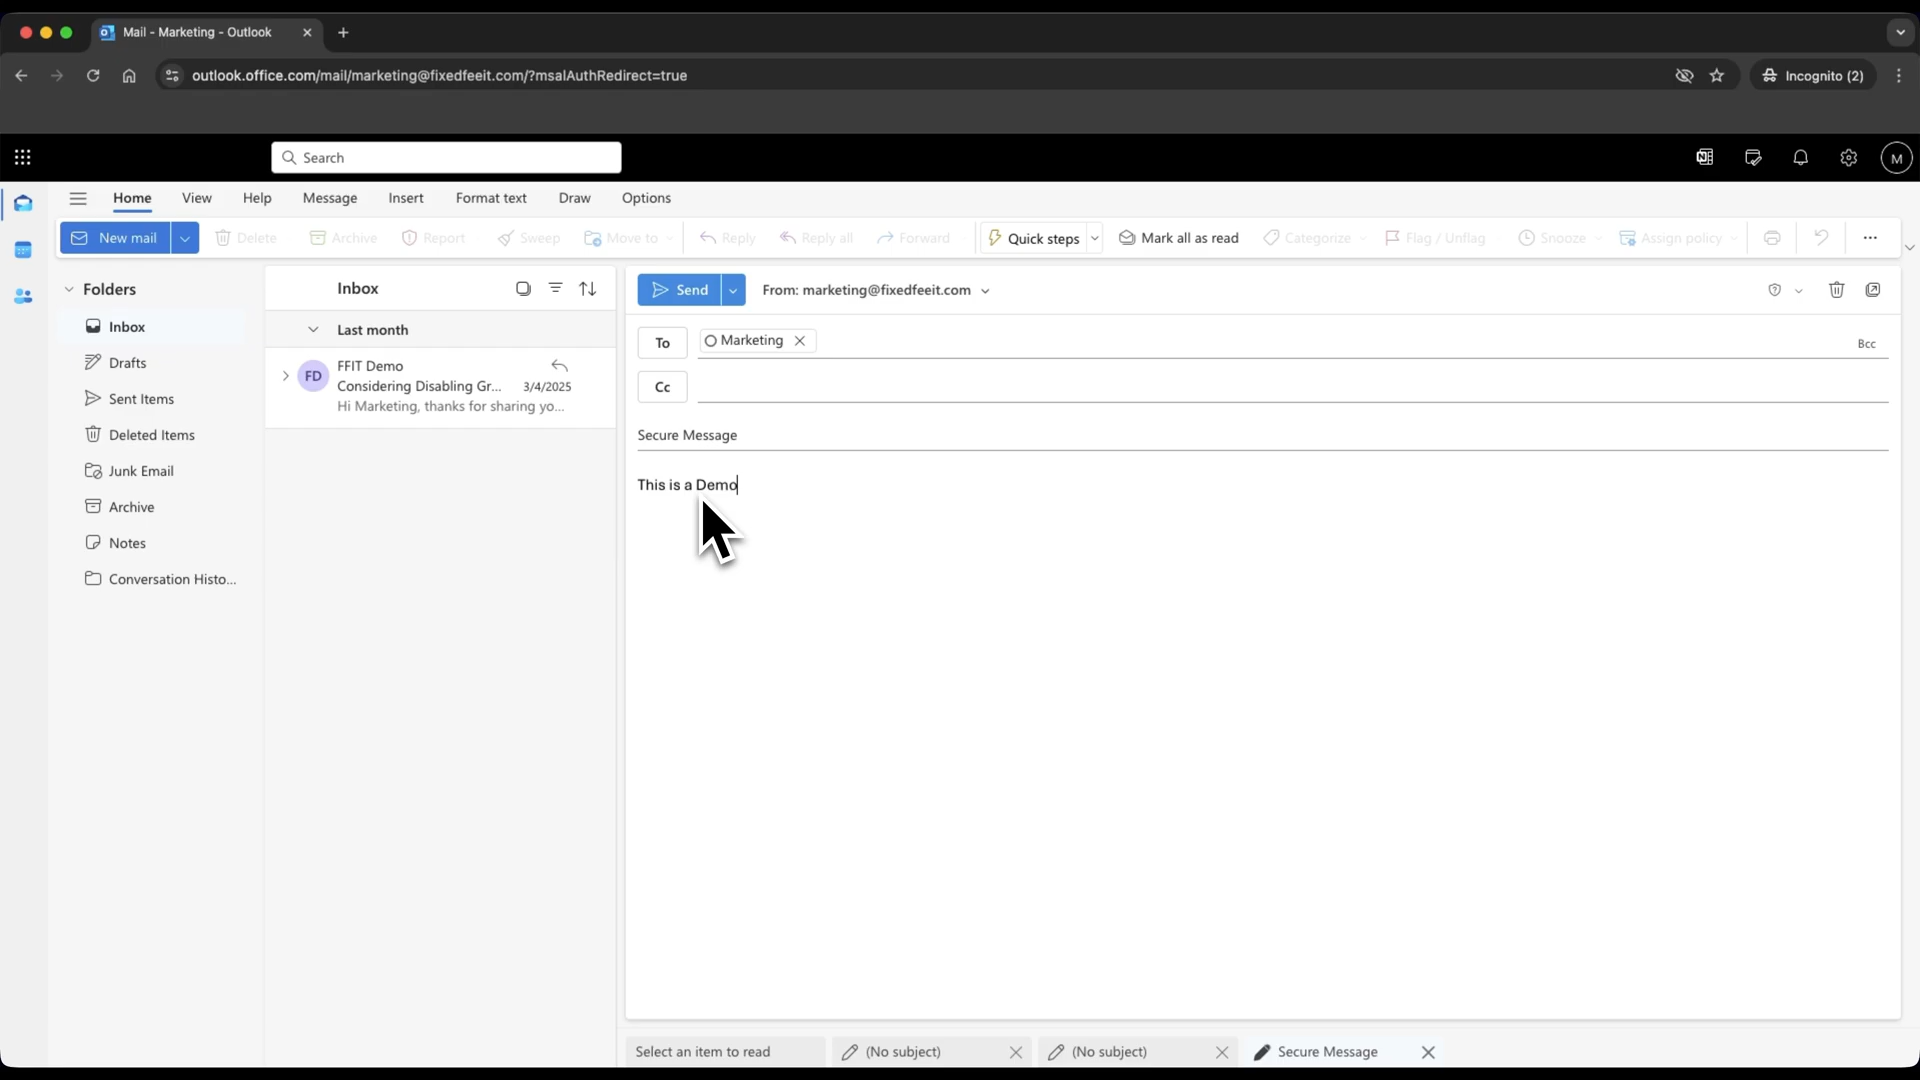 Mail - Marketing - Outlook
outlook.office.com/mail/marketing@fixedfeeit.com/?msalAuthRedirect=true
Incognito (2)
Search
M
Home View Help Message Insert Format text Draw Options
New mail Delete Archive Report Sweep Move to Reply Reply all Forward Quick steps Mark all as read Categorize Flag / Unflag Snooze Assign policy
Folders
Inbox
Drafts
Sent Items
Deleted Items
Junk Email
Archive
Notes
Conversation Histo...
Inbox
Last month
FD
FFIT Demo
Considering Disabling Gr... 3/4/2025
Hi Marketing, thanks for sharing yo...
Send From: marketing@fixedfeeit.com
To Marketing Bcc
Cc
Secure Message
This is a Demo
Select an item to read (No subject) (No subject) Secure Message